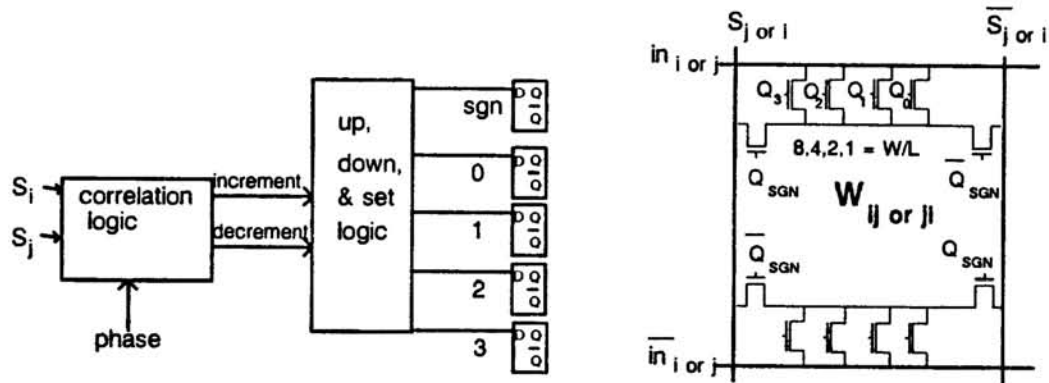 S_i
S_j
correlation
logic
phase
increment
decrement
up,
down,
& set
logic
sgn
0
1
2
3
D Q
Q̅
D Q
Q̅
D Q
Q̅
D Q
Q̅
D Q
Q̅
S_j or i
S̅_j or i
in_i or j
Q_3 Q_2 Q_1 Q_0
8,4,2,1 = W/L
Q_SGN Q̅_SGN
W_ij or ji
Q̅_SGN Q_SGN
i̅n̅_i or j